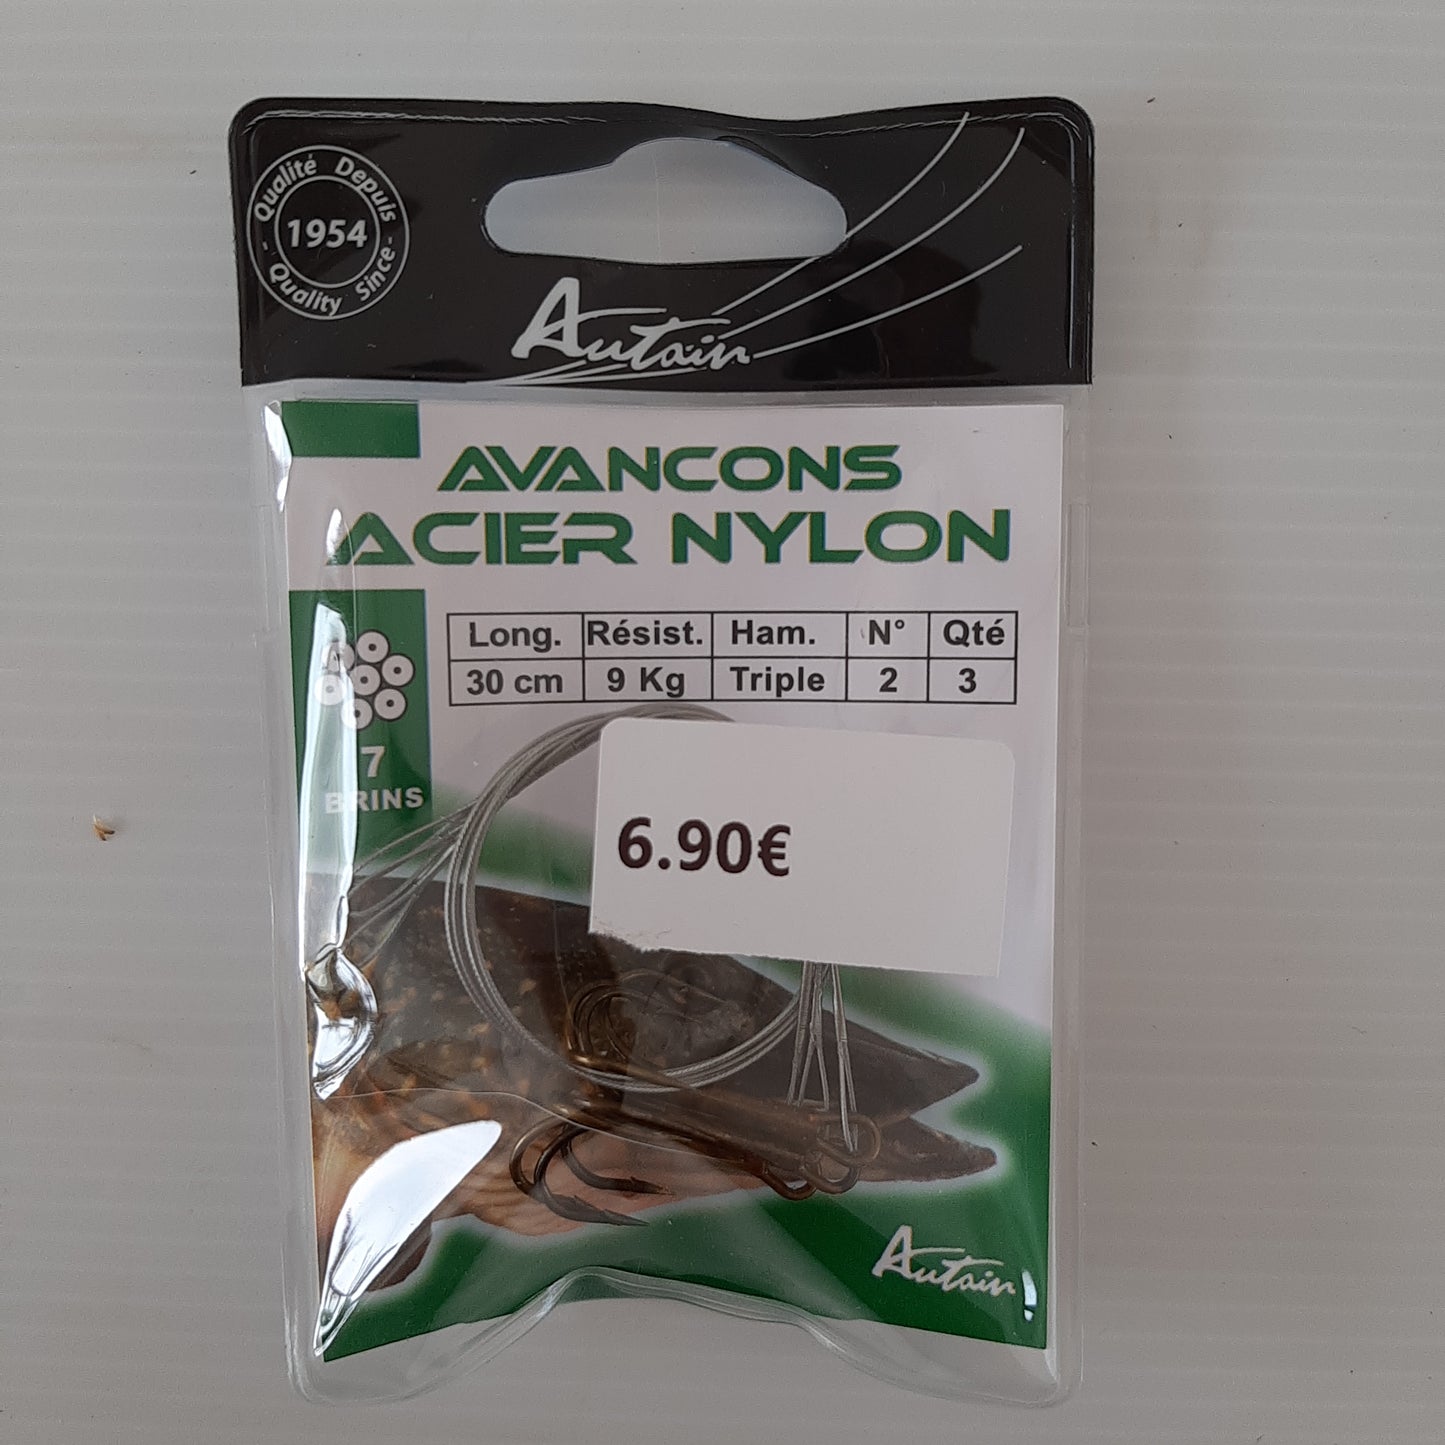 Qualité Depuis
1954
Quality Since
Autain
AVANCONS
ACIER NYLON
Long. Résist. Ham. N° Qté
30 cm 9 Kg Triple 2 3
7
BRINS
6.90€
Autain